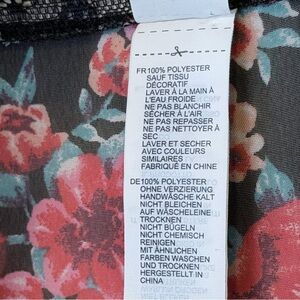 FR100% POLYESTER
SAUF TISSU
DÉCORATIF
LAVER À LA MAIN À
L'EAU FROIDE
NE PAS BLANCHIR
SÉCHER À L'AIR
NE PAS REPASSER
NE PAS NETTOYER À
SEC
LAVER ET SECHER
AVEC COULEURS
SIMILAIRES
FABRIQUÉ EN CHINE
DE100% POLYESTER
OHNE VERZIERUNG
HANDWÄSCHE KALT
NICHT BLEICHEN
AUF WÄSCHELEINE
TROCKNEN
NICHT BÜGELN
NICHT CHEMISCH
REINIGEN
MIT ÄHNLICHEN
FARBEN WASCHEN
UND TROCKNEN
HERGESTELLT IN
CHINA